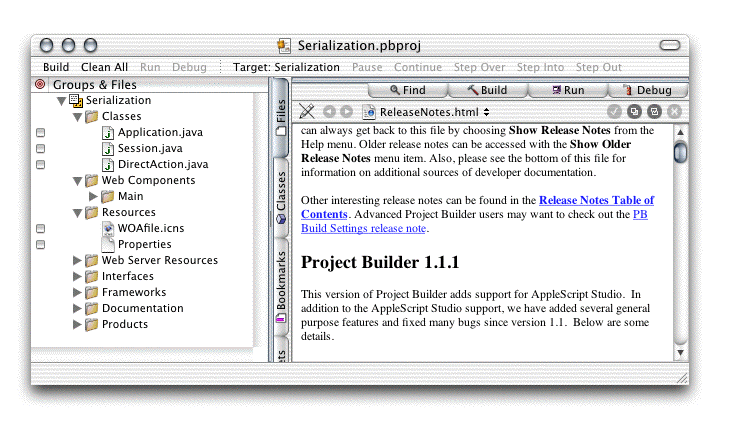 Serialization.pbproj
Build Clean All Run Debug Target: Serialization Pause Continue Step Over Step Into Step Out
Groups & Files
Serialization
Classes
Application.java
Session.java
DirectAction.java
Web Components
Main
Resources
WOAfile.icns
Properties
Web Server Resources
Interfaces
Frameworks
Documentation
Products
Files
Classes
Bookmarks
ets
Find Build Run Debug
ReleaseNotes.html
can always get back to this file by choosing Show Release Notes from the
Help menu. Older release notes can be accessed with the Show Older
Release Notes menu item. Also, please see the bottom of this file for
information on additional sources of developer documentation.
Other interesting release notes can be found in the Release Notes Table of
Contents. Advanced Project Builder users may want to check out the PB
Build Settings release note.
Project Builder 1.1.1
This version of Project Builder adds support for AppleScript Studio. In
addition to the AppleScript Studio support, we have added several general
purpose features and fixed many bugs since version 1.1. Below are some
details.